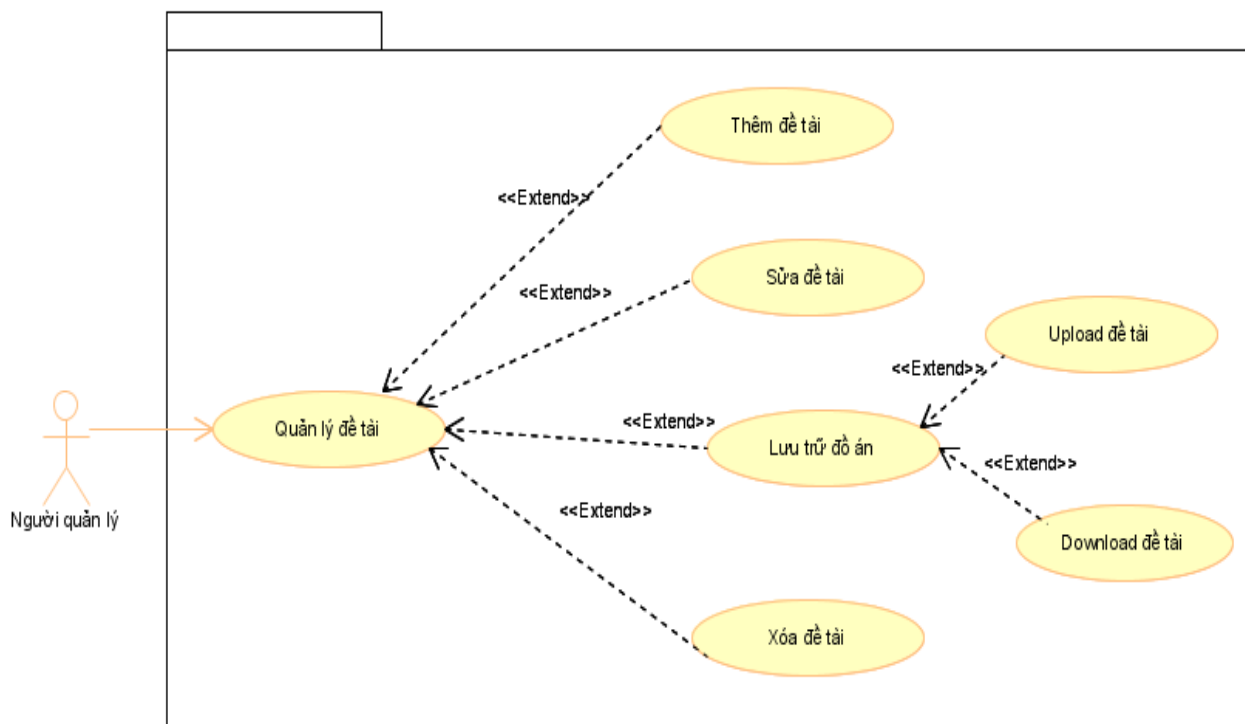 Thêm đề tài
<<Extend>>
Sửa đề tài
<<Extend>>
Upload đề tài
<<Extend>>
Quản lý đề tài
<<Extend>>
Lưu trữ đồ án
<<Extend>>
Người quản lý
<<Extend>>
Download đề tài
Xóa đề tài